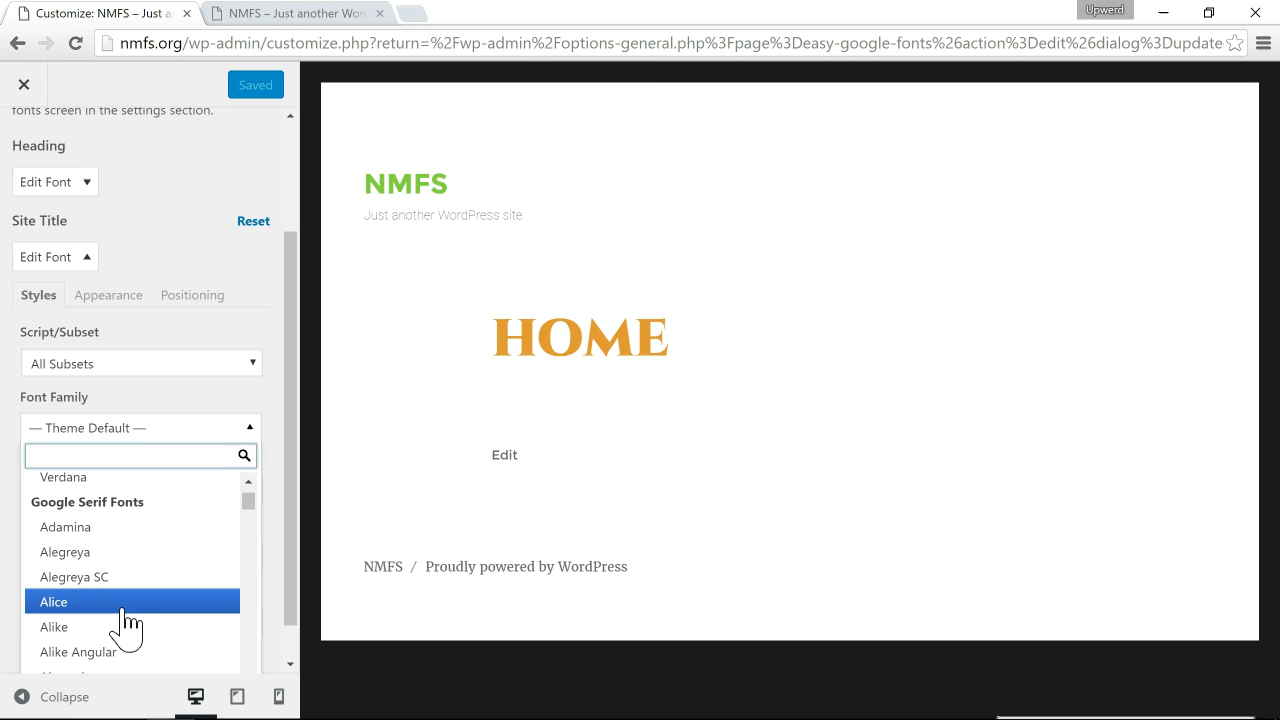 Customize: NMFS – Just a
NMFS – Just another Wor
Upwerd
nmfs.org/wp-admin/customize.php?return=%2Fwp-admin%2Foptions-general.php%3Fpage%3Deasy-google-fonts%26action%3Dedit%26dialog%3Dupdate
Saved
fonts screen in the settings section.
Heading
Edit Font
Site Title
Reset
Edit Font
Styles
Appearance
Positioning
Script/Subset
All Subsets
Font Family
— Theme Default —
Verdana
Google Serif Fonts
Adamina
Alegreya
Alegreya SC
Alice
Alike
Alike Angular
Collapse
NMFS
Just another WordPress site
HOME
Edit
NMFS / Proudly powered by WordPress